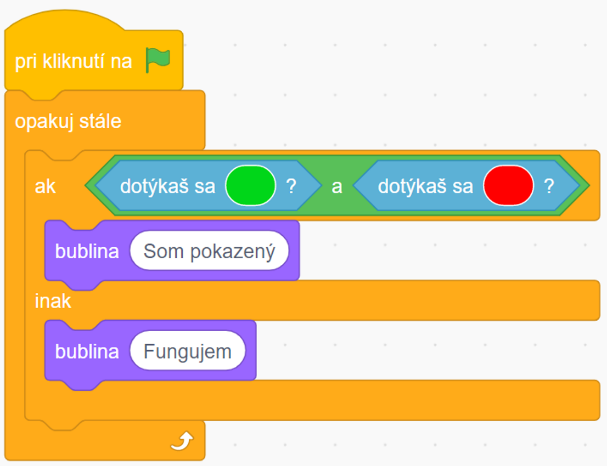 pri kliknutí na
opakuj stále
ak dotýkaš sa ? a dotýkaš sa ?
bublina Som pokazený
inak
bublina Fungujem